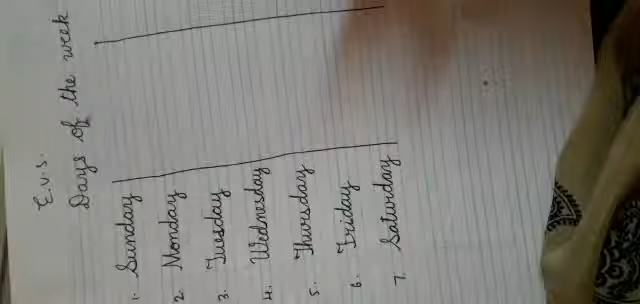 E.V.S.
Days of the week
1. Sunday
2. Monday
3. Tuesday
4. Wednesday
5. Thursday
6. Friday
7. Saturday